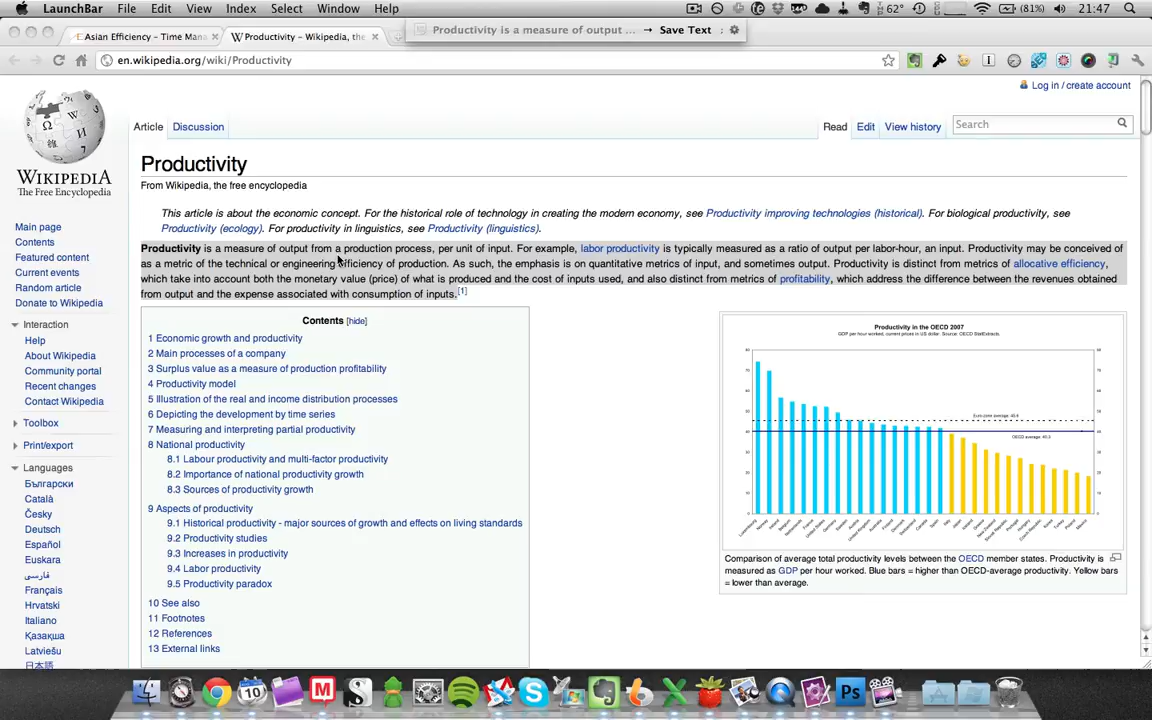 LaunchBar File Edit View Index Select Window Help 62° (81%) 21:47
Asian Efficiency – Time Mana
Productivity – Wikipedia, the
Productivity is a measure of output ... → Save Text
en.wikipedia.org/wiki/Productivity
Log in / create account
Article Discussion Read Edit View history Search
WIKIPEDIA
The Free Encyclopedia
Main page
Contents
Featured content
Current events
Random article
Donate to Wikipedia
Interaction
Help
About Wikipedia
Community portal
Recent changes
Contact Wikipedia
Toolbox
Print/export
Languages
Български
Català
Česky
Deutsch
Español
Euskara
فارسی
Français
Hrvatski
Italiano
Қазақша
Latviešu
日本語
Productivity
From Wikipedia, the free encyclopedia
This article is about the economic concept. For the historical role of technology in creating the modern economy, see Productivity improving technologies (historical). For biological productivity, see
Productivity (ecology). For productivity in linguistics, see Productivity (linguistics).
Productivity is a measure of output from a production process, per unit of input. For example, labor productivity is typically measured as a ratio of output per labor-hour, an input. Productivity may be conceived of
as a metric of the technical or engineering efficiency of production. As such, the emphasis is on quantitative metrics of input, and sometimes output. Productivity is distinct from metrics of allocative efficiency,
which take into account both the monetary value (price) of what is produced and the cost of inputs used, and also distinct from metrics of profitability, which address the difference between the revenues obtained
from output and the expense associated with consumption of inputs.[1]
Contents [hide]
1 Economic growth and productivity
2 Main processes of a company
3 Surplus value as a measure of production profitability
4 Productivity model
5 Illustration of the real and income distribution processes
6 Depicting the development by time series
7 Measuring and interpreting partial productivity
8 National productivity
8.1 Labour productivity and multi-factor productivity
8.2 Importance of national productivity growth
8.3 Sources of productivity growth
9 Aspects of productivity
9.1 Historical productivity - major sources of growth and effects on living standards
9.2 Productivity studies
9.3 Increases in productivity
9.4 Labor productivity
9.5 Productivity paradox
10 See also
11 Footnotes
12 References
13 External links
Productivity in the OECD 2007
GDP per hour worked, current prices in US dollar. Source: OECD StatExtracts.
Comparison of average total productivity levels between the OECD member states. Productivity is
measured as GDP per hour worked. Blue bars = higher than OECD-average productivity. Yellow bars
= lower than average.